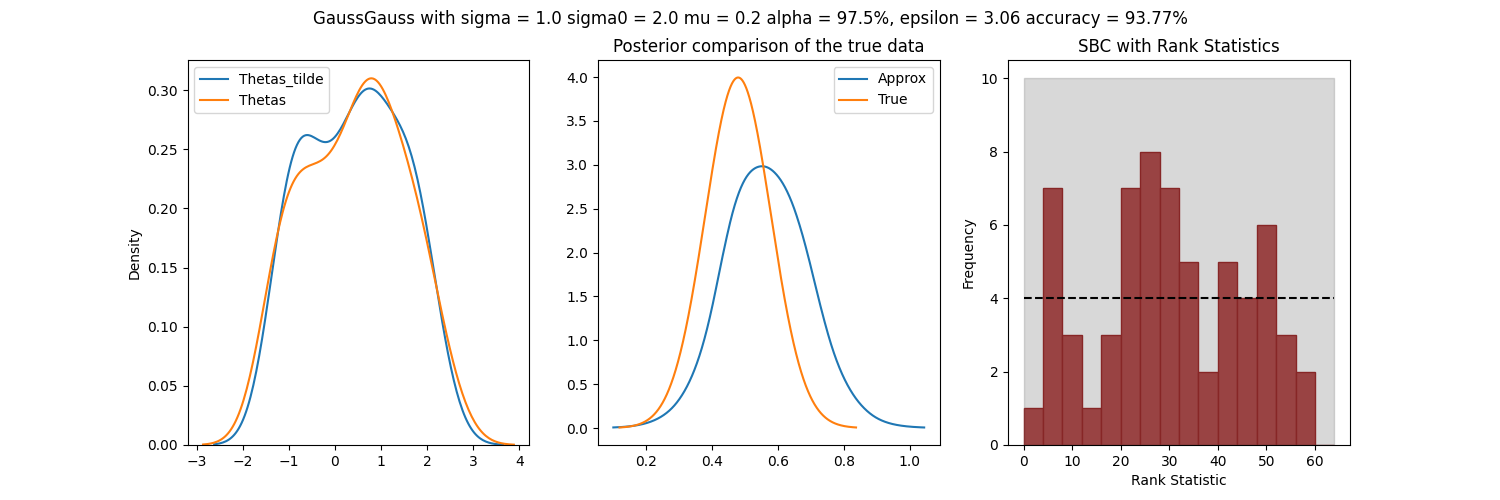 GaussGauss with sigma = 1.0 sigma0 = 2.0 mu = 0.2 alpha = 97.5%, epsilon = 3.06 accuracy = 93.77%
Thetas_tilde
Thetas
Density
0.30
0.25
0.20
0.15
0.10
0.05
0.00
−3 −2 −1 0 1 2 3 4
Posterior comparison of the true data
Approx
True
4.0
3.5
3.0
2.5
2.0
1.5
1.0
0.5
0.0
0.2 0.4 0.6 0.8 1.0
SBC with Rank Statistics
Frequency
10
8
6
4
2
0
0 10 20 30 40 50 60
Rank Statistic